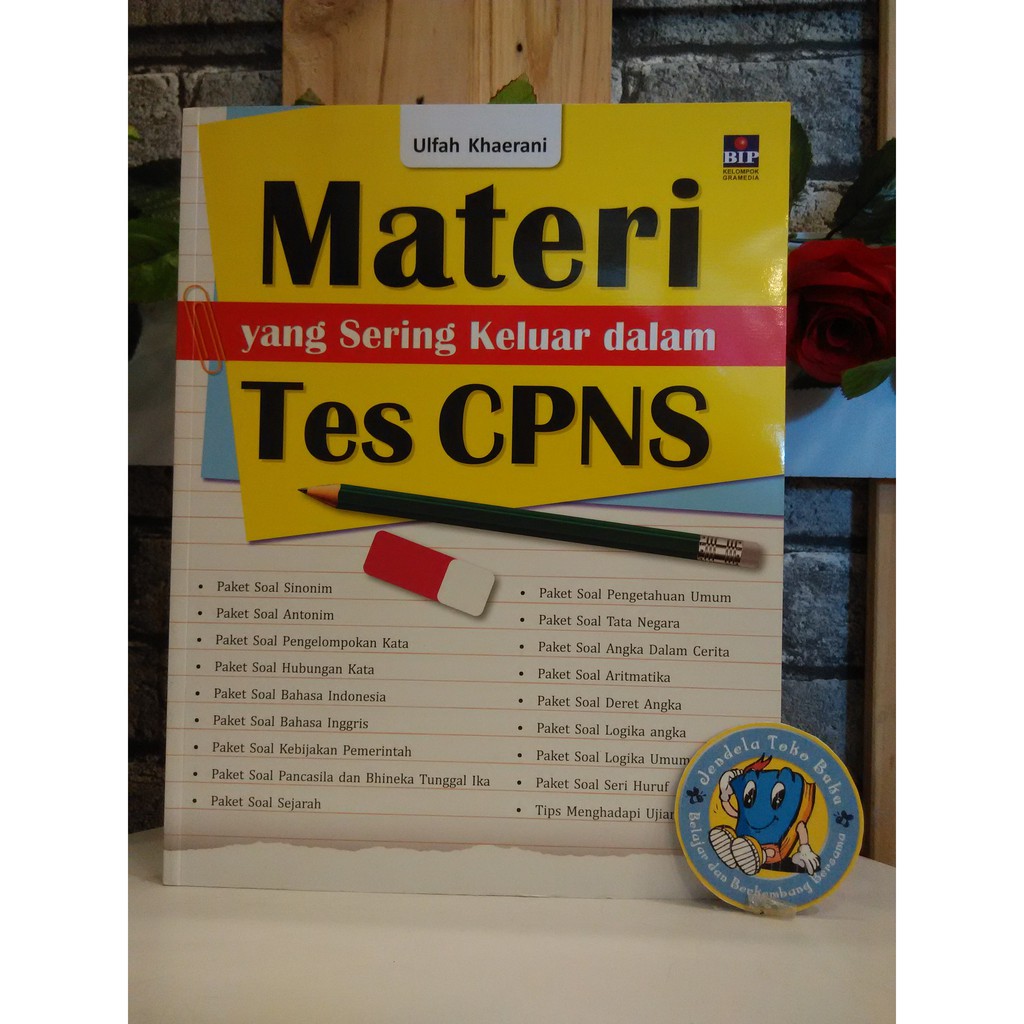 Ulfah Khaerani
BIP
KELOMPOK
GRAMEDIA
Materi
yang Sering Keluar dalam
Tes CPNS
• Paket Soal Sinonim
• Paket Soal Antonim
• Paket Soal Pengelompokan Kata
• Paket Soal Hubungan Kata
• Paket Soal Bahasa Indonesia
• Paket Soal Bahasa Inggris
• Paket Soal Kebijakan Pemerintah
• Paket Soal Pancasila dan Bhineka Tunggal Ika
• Paket Soal Sejarah
• Paket Soal Pengetahuan Umum
• Paket Soal Tata Negara
• Paket Soal Angka Dalam Cerita
• Paket Soal Aritmatika
• Paket Soal Deret Angka
• Paket Soal Logika angka
• Paket Soal Logika Umum
• Paket Soal Seri Huruf
• Tips Menghadapi Ujian
Jendela Toko Buku
Belajar dan Berkembang Bersama